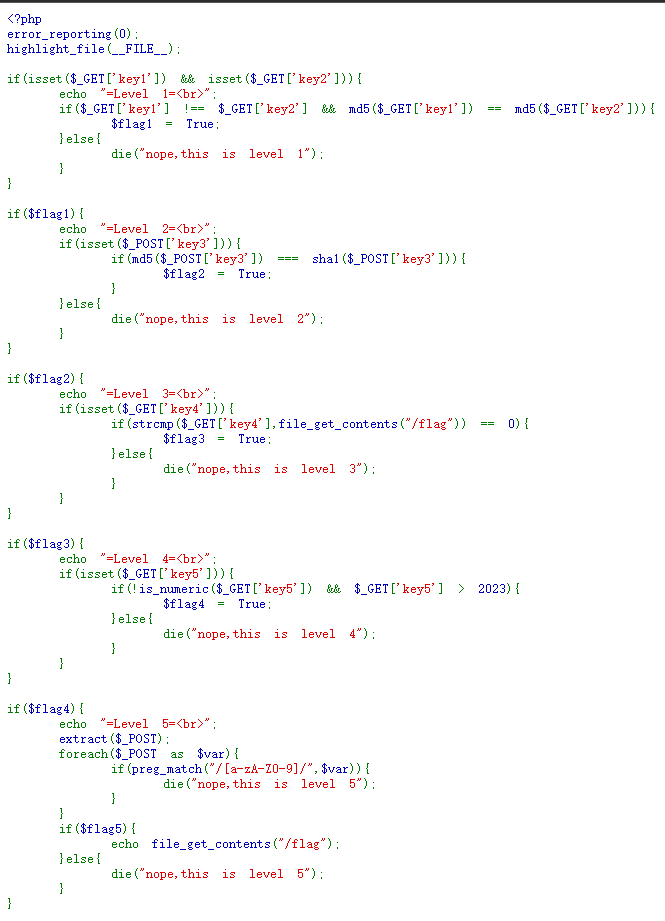 <?php
error_reporting(0);
highlight_file(__FILE__);
if(isset($_GET['key1']) && isset($_GET['key2'])){
echo "=Level 1=<br>";
if($_GET['key1'] !== $_GET['key2'] && md5($_GET['key1']) == md5($_GET['key2'])){
$flag1 = True;
}else{
die("nope,this is level 1");
}
}
if($flag1){
echo "=Level 2=<br>";
if(isset($_POST['key3'])){
if(md5($_POST['key3']) === sha1($_POST['key3'])){
$flag2 = True;
}
}else{
die("nope,this is level 2");
}
}
if($flag2){
echo "=Level 3=<br>";
if(isset($_GET['key4'])){
if(strcmp($_GET['key4'],file_get_contents("/flag")) == 0){
$flag3 = True;
}else{
die("nope,this is level 3");
}
}
}
if($flag3){
echo "=Level 4=<br>";
if(isset($_GET['key5'])){
if(!is_numeric($_GET['key5']) && $_GET['key5'] > 2023){
$flag4 = True;
}else{
die("nope,this is level 4");
}
}
}
if($flag4){
echo "=Level 5=<br>";
extract($_POST);
foreach($_POST as $var){
if(preg_match("/[a-zA-Z0-9]/",$var)){
die("nope,this is level 5");
}
}
if($flag5){
echo file_get_contents("/flag");
}else{
die("nope,this is level 5");
}
}